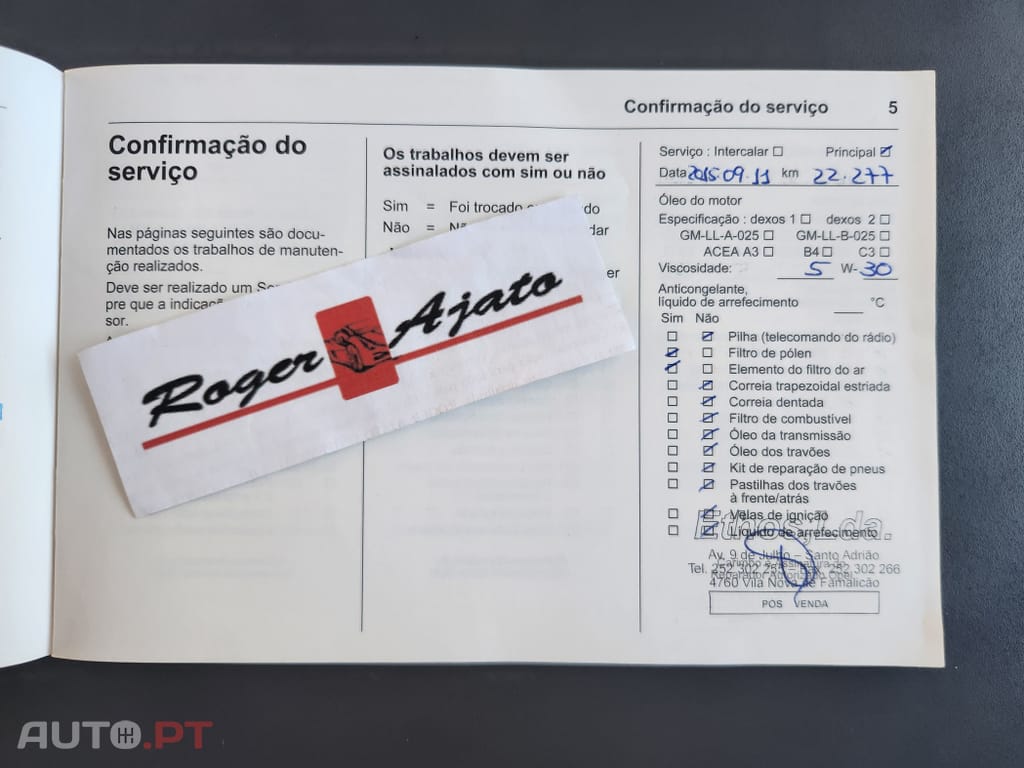 Confirmação do serviço 5
Confirmação do
serviço
Nas páginas seguintes são docu-
mentados os trabalhos de manuten-
ção realizados.
Deve ser realizado um
pre que a
sor.
Os trabalhos devem ser
assinalados com sim ou não
Sim = Foi trocado
Não =
Roger Ajato
Serviço : Intercalar ☐ Principal ☑
Data 2015.09.11 km 22.277
Óleo do motor
Especificação : dexos 1 ☐ dexos 2 ☐
GM-LL-A-025 ☐ GM-LL-B-025 ☐
ACEA A3 ☐ B4 ☐ C3 ☐
Viscosidade: 5 W- 30
Anticongelante,
líquido de arrefecimento °C
Sim Não
☐ ☑ Pilha (telecomando do rádio)
☑ ☐ Filtro de pólen
☑ ☐ Elemento do filtro do ar
☐ ☑ Correia trapezoidal estriada
☐ ☑ Correia dentada
☐ ☑ Filtro de combustível
☐ ☑ Óleo da transmissão
☐ ☑ Óleo dos travões
☐ ☑ Kit de reparação de pneus
☐ ☑ Pastilhas dos travões
à frente/atrás
☐ ☑ Velas de ignição
☐ ☑ Líquido de arrefecimento
Ethos, Lda.
Av. 9 de Julho – Santo Adrião
Tel. 252 302 266
4760 Vila Nova de Famalicão
PÓS VENDA
AUTO.PT